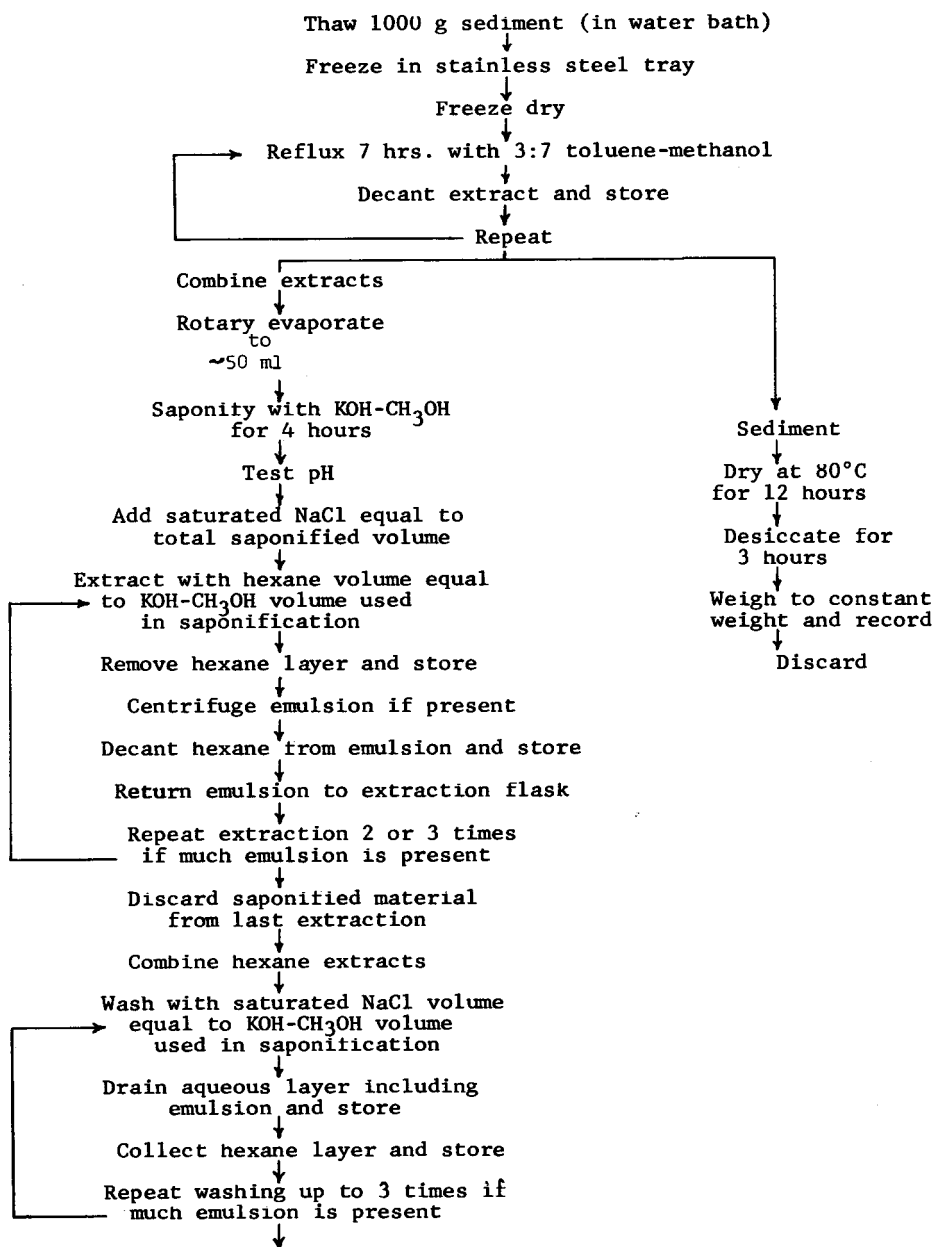 Thaw 1000 g sediment (in water bath)
Freeze in stainless steel tray
Freeze dry
Reflux 7 hrs. with 3:7 toluene-methanol
Decant extract and store
Repeat
Combine extracts
Rotary evaporate
to
~50 ml
Saponity with KOH-CH3OH
for 4 hours
Test pH
Add saturated NaCl equal to
total saponified volume
Extract with hexane volume equal
to KOH-CH3OH volume used
in saponification
Remove hexane layer and store
Centrifuge emulsion if present
Decant hexane from emulsion and store
Return emulsion to extraction flask
Repeat extraction 2 or 3 times
if much emulsion is present
Discard saponified material
from last extraction
Combine hexane extracts
Wash with saturated NaCl volume
equal to KOH-CH3OH volume
used in saponification
Drain aqueous layer including
emulsion and store
Collect hexane layer and store
Repeat washing up to 3 times if
much emulsion is present
Sediment
Dry at 80°C
for 12 hours
Desiccate for
3 hours
Weigh to constant
weight and record
Discard